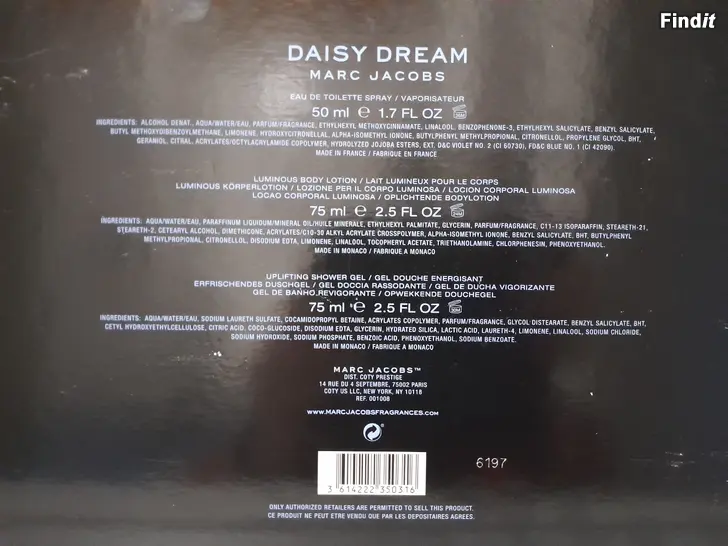 Findit
DAISY DREAM
MARC JACOBS
EAU DE TOILETTE SPRAY / VAPORISATEUR
50 ml ℮ 1.7 FL OZ
INGREDIENTS: ALCOHOL DENAT., AQUA/WATER/EAU, PARFUM/FRAGRANCE, ETHYLHEXYL METHOXYCINNAMATE, LINALOOL, BENZOPHENONE-3, ETHYLHEXYL SALICYLATE, BENZYL SALICYLATE,
BUTYL METHOXYDIBENZOYLMETHANE, LIMONENE, HYDROXYCITRONELLAL, ALPHA-ISOMETHYL IONONE, BUTYLPHENYL METHYLPROPIONAL, CITRONELLOL, PROPYLENE GLYCOL, BHT,
GERANIOL, CITRAL, ACRYLATES/OCTYLACRYLAMIDE COPOLYMER, HYDROLYZED JOJOBA ESTERS, EXT. D&C VIOLET NO. 2 (CI 60730), FD&C BLUE NO. 1 (CI 42090).
MADE IN FRANCE / FABRIQUE EN FRANCE
LUMINOUS BODY LOTION / LAIT LUMINEUX POUR LE CORPS
LUMINOUS KÖRPERLOTION / LOZIONE PER IL CORPO LUMINOSA / LOCION CORPORAL LUMINOSA
LOCAO CORPORAL LUMINOSA / OPLICHTENDE BODYLOTION
75 ml ℮ 2.5 FL OZ
INGREDIENTS: AQUA/WATER/EAU, PARAFFINUM LIQUIDUM/MINERAL OIL/HUILE MINERALE, ETHYLHEXYL PALMITATE, GLYCERIN, PARFUM/FRAGRANCE, C11-13 ISOPARAFFIN, STEARETH-21,
STEARETH-2, CETEARYL ALCOHOL, DIMETHICONE, ACRYLATES/C10-30 ALKYL ACRYLATE CROSSPOLYMER, ALPHA-ISOMETHYL IONONE, BENZYL SALICYLATE, BHT, BUTYLPHENYL
METHYLPROPIONAL, CITRONELLOL, DISODIUM EDTA, LIMONENE, LINALOOL, TOCOPHERYL ACETATE, TRIETHANOLAMINE, CHLORPHENESIN, PHENOXYETHANOL.
MADE IN MONACO / FABRIQUE A MONACO
UPLIFTING SHOWER GEL / GEL DOUCHE ENERGISANT
ERFRISCHENDES DUSCHGEL / GEL DOCCIA RASSODANTE / GEL DE DUCHA VIGORIZANTE
GEL DE BANHO REVIGORANTE / OPWEKKENDE DOUCHEGEL
75 ml ℮ 2.5 FL OZ
INGREDIENTS: AQUA/WATER/EAU, SODIUM LAURETH SULFATE, COCAMIDOPROPYL BETAINE, ACRYLATES COPOLYMER, PARFUM/FRAGRANCE, GLYCOL DISTEARATE, BENZYL SALICYLATE, BHT,
CETYL HYDROXYETHYLCELLULOSE, CITRIC ACID, COCO-GLUCOSIDE, DISODIUM EDTA, GLYCERIN, HYDRATED SILICA, LACTIC ACID, LAURETH-4, LIMONENE, LINALOOL, SODIUM CHLORIDE,
SODIUM HYDROXIDE, SODIUM PHOSPHATE, BENZOIC ACID, PHENOXYETHANOL, SODIUM BENZOATE.
MADE IN MONACO / FABRIQUE A MONACO
MARC JACOBS™
DIST. COTY PRESTIGE
14 RUE DU 4 SEPTEMBRE, 75002 PARIS
COTY US LLC, NEW YORK, NY 10118
REF. 001008
WWW.MARCJACOBSFRAGRANCES.COM
6197
3 614222 350316
ONLY AUTHORIZED RETAILERS ARE PERMITTED TO SELL THIS PRODUCT.
CE PRODUIT NE PEUT ETRE VENDU QUE PAR LES DEPOSITAIRES AGREES.